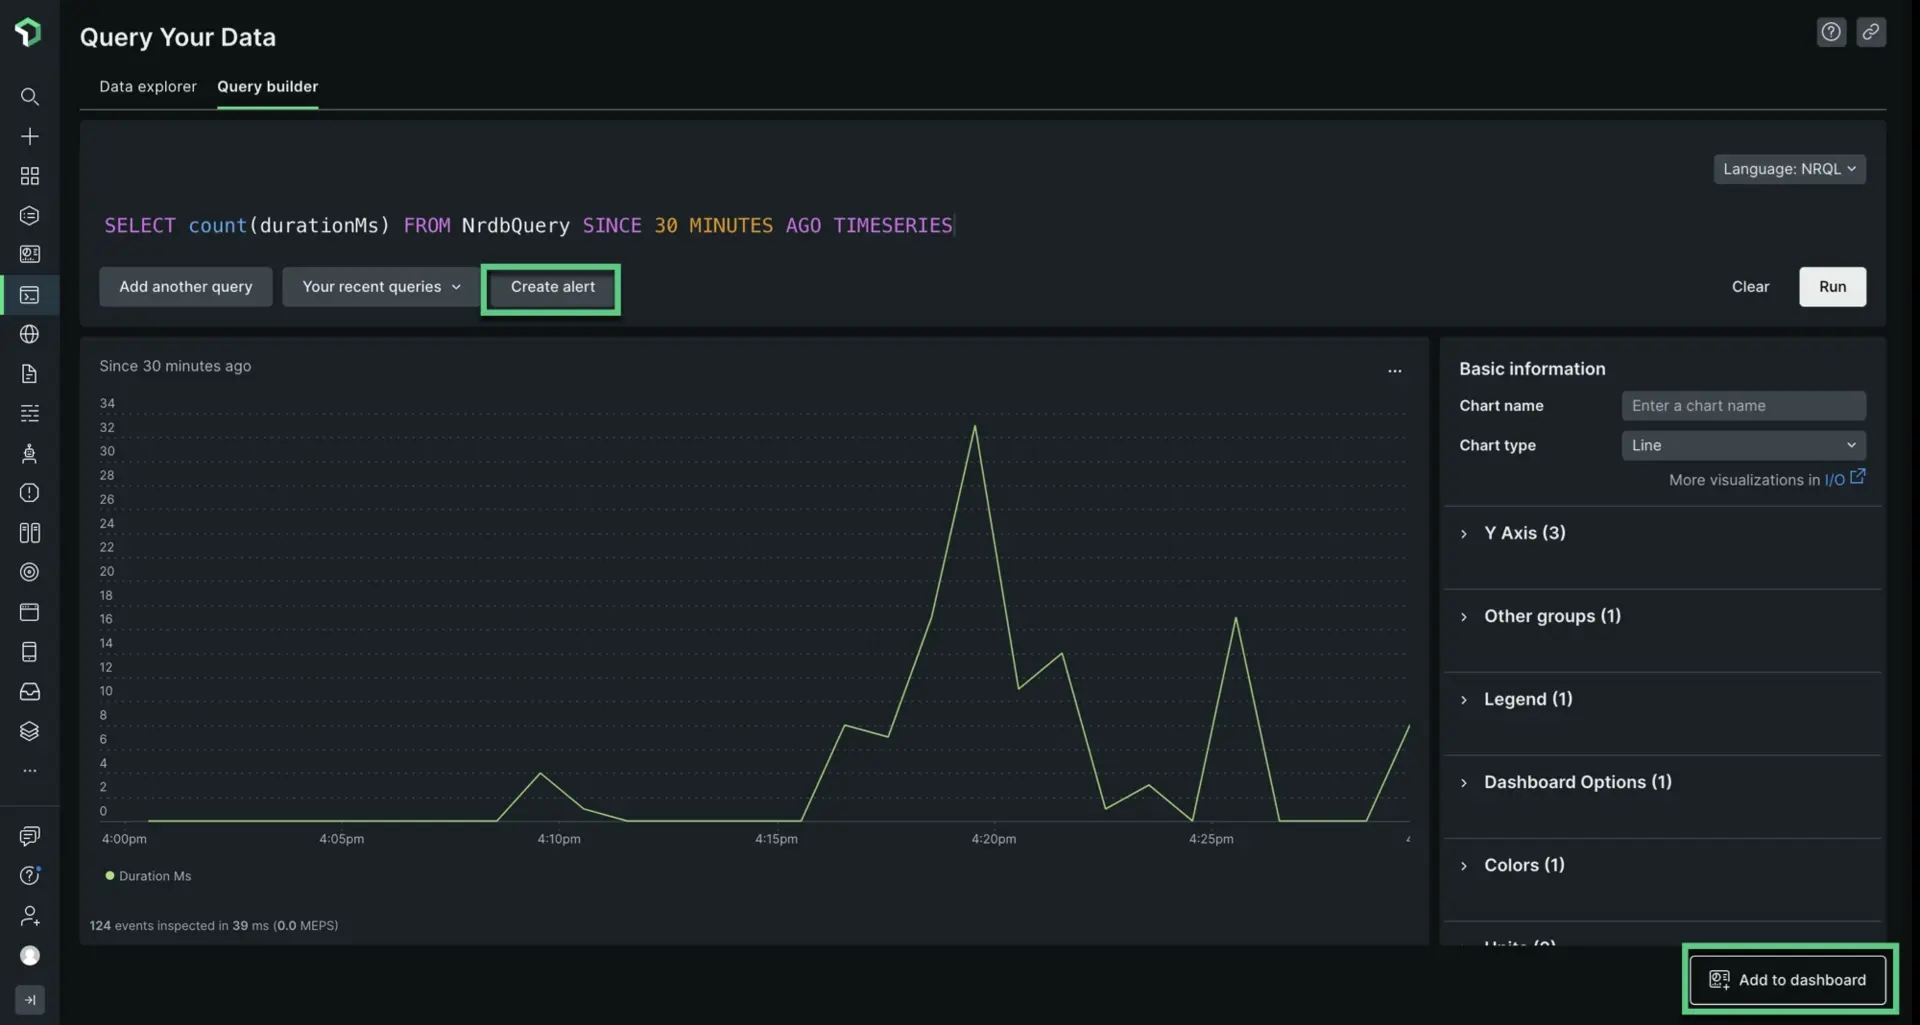 Query Your Data
Data explorer
Query builder
Language: NRQL
SELECT count(durationMs) FROM NrdbQuery SINCE 30 MINUTES AGO TIMESERIES
Add another query
Your recent queries
Create alert
Clear
Run
Since 30 minutes ago
...
34
32
30
28
26
24
22
20
18
16
14
12
10
8
6
4
2
0
4:00pm
4:05pm
4:10pm
4:15pm
4:20pm
4:25pm
Duration Ms
124 events inspected in 39 ms (0.0 MEPS)
Basic information
Chart name
Enter a chart name
Chart type
Line
More visualizations in I/O
Y Axis (3)
Other groups (1)
Legend (1)
Dashboard Options (1)
Colors (1)
Add to dashboard